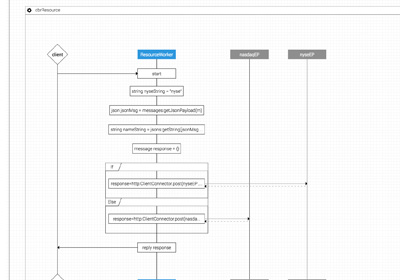 cbrResource
client
ResourceWorker
nasdaqEP
nyseEP
start
string nyseString = "nyse"
json jsonMsg = messages:getJsonPayload(m)
string nameString = jsons:getString(jsonMsg...
message response = {}
If
response=http:ClientConnector.post(nyseEP...
Else
response=http:ClientConnector.post(nasda...
reply response